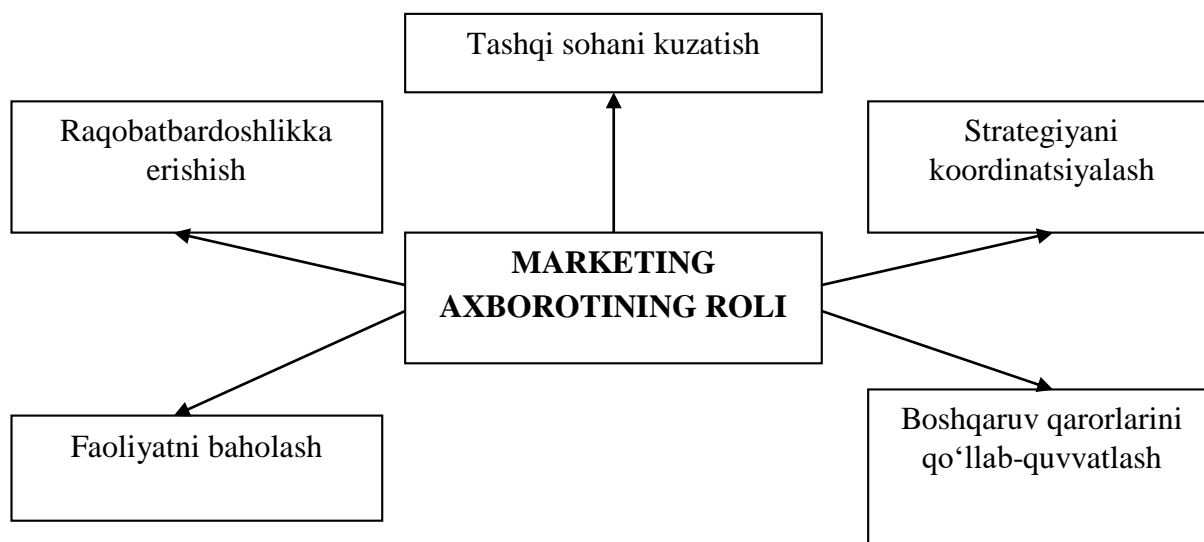 Tashqi sohani kuzatish
Raqobatbardoshlikka
erishish
Strategiyani
koordinatsiyalash
MARKETING
AXBOROTINING ROLI
Faoliyatni baholash
Boshqaruv qarorlarini
qo‘llab-quvvatlash